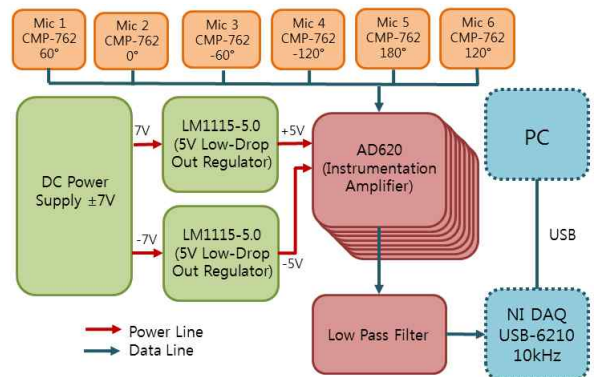 Mic 1
CMP-762
60°
Mic 2
CMP-762
0°
Mic 3
CMP-762
-60°
Mic 4
CMP-762
-120°
Mic 5
CMP-762
180°
Mic 6
CMP-762
120°
DC Power
Supply ±7V
7V
-7V
LM1115-5.0
(5V Low-Drop
Out Regulator)
+5V
LM1115-5.0
(5V Low-Drop
Out Regulator)
-5V
AD620
(Instrumentation
Amplifier)
PC
USB
Low Pass Filter
NI DAQ
USB-6210
10kHz
Power Line
Data Line